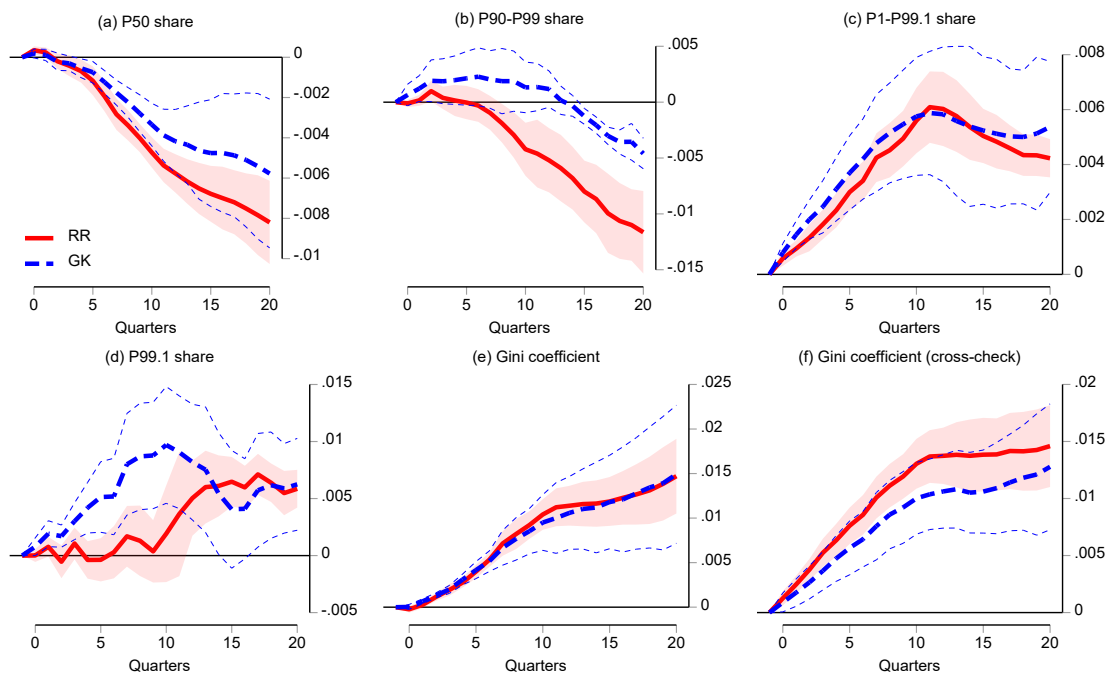 (a) P50 share
(b) P90-P99 share
(c) P1-P99.1 share
0
-.002
-.004
-.006
-.008
-.01
.005
0
-.005
-.01
-.015
.008
.006
.004
.002
0
RR
GK
0 5 10 15 20
0 5 10 15 20
0 5 10 15 20
Quarters
Quarters
Quarters
(d) P99.1 share
(e) Gini coefficient
(f) Gini coefficient (cross-check)
.015
.01
.005
0
-.005
.025
.02
.015
.01
.005
0
.02
.015
.01
.005
0
0 5 10 15 20
0 5 10 15 20
0 5 10 15 20
Quarters
Quarters
Quarters